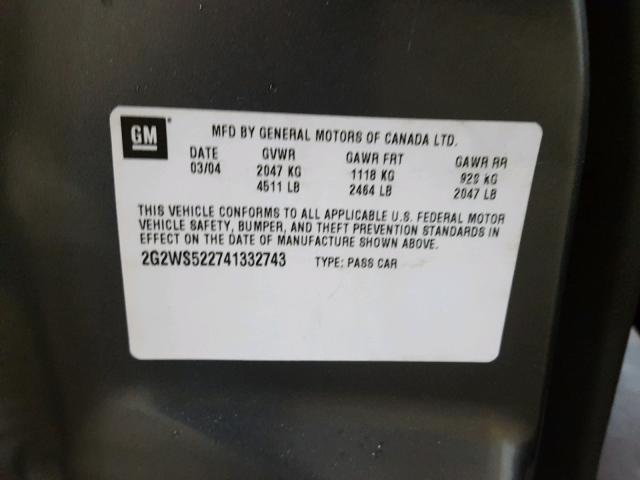 GM
MFD BY GENERAL MOTORS OF CANADA LTD.
DATE GVWR GAWR FRT GAWR RR
03/04 2047 KG 1118 KG 929 KG
4511 LB 2464 LB 2047 LB
THIS VEHICLE CONFORMS TO ALL APPLICABLE U.S. FEDERAL MOTOR
VEHICLE SAFETY, BUMPER, AND THEFT PREVENTION STANDARDS IN
EFFECT ON THE DATE OF MANUFACTURE SHOWN ABOVE.
2G2WS522741332743 TYPE: PASS CAR